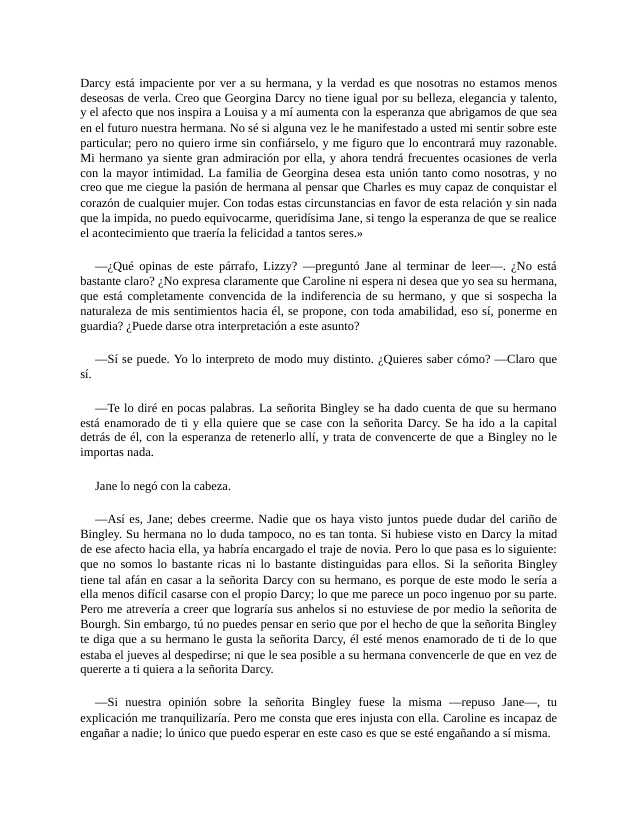 Darcy está impaciente por ver a su hermana, y la verdad es que nosotras no estamos menos
deseosas de verla. Creo que Georgina Darcy no tiene igual por su belleza, elegancia y talento,
y el afecto que nos inspira a Louisa y a mí aumenta con la esperanza que abrigamos de que sea
en el futuro nuestra hermana. No sé si alguna vez le he manifestado a usted mi sentir sobre este
particular; pero no quiero irme sin confiárselo, y me figuro que lo encontrará muy razonable.
Mi hermano ya siente gran admiración por ella, y ahora tendrá frecuentes ocasiones de verla
con la mayor intimidad. La familia de Georgina desea esta unión tanto como nosotras, y no
creo que me ciegue la pasión de hermana al pensar que Charles es muy capaz de conquistar el
corazón de cualquier mujer. Con todas estas circunstancias en favor de esta relación y sin nada
que la impida, no puedo equivocarme, queridísima Jane, si tengo la esperanza de que se realice
el acontecimiento que traería la felicidad a tantos seres.»
—¿Qué opinas de este párrafo, Lizzy? —preguntó Jane al terminar de leer—. ¿No está
bastante claro? ¿No expresa claramente que Caroline ni espera ni desea que yo sea su hermana,
que está completamente convencida de la indiferencia de su hermano, y que si sospecha la
naturaleza de mis sentimientos hacia él, se propone, con toda amabilidad, eso sí, ponerme en
guardia? ¿Puede darse otra interpretación a este asunto?
—Sí se puede. Yo lo interpreto de modo muy distinto. ¿Quieres saber cómo? —Claro que
sí.
—Te lo diré en pocas palabras. La señorita Bingley se ha dado cuenta de que su hermano
está enamorado de ti y ella quiere que se case con la señorita Darcy. Se ha ido a la capital
detrás de él, con la esperanza de retenerlo allí, y trata de convencerte de que a Bingley no le
importas nada.
Jane lo negó con la cabeza.
—Así es, Jane; debes creerme. Nadie que os haya visto juntos puede dudar del cariño de
Bingley. Su hermana no lo duda tampoco, no es tan tonta. Si hubiese visto en Darcy la mitad
de ese afecto hacia ella, ya habría encargado el traje de novia. Pero lo que pasa es lo siguiente:
que no somos lo bastante ricas ni lo bastante distinguidas para ellos. Si la señorita Bingley
tiene tal afán en casar a la señorita Darcy con su hermano, es porque de este modo le sería a
ella menos difícil casarse con el propio Darcy; lo que me parece un poco ingenuo por su parte.
Pero me atrevería a creer que lograría sus anhelos si no estuviese de por medio la señorita de
Bourgh. Sin embargo, tú no puedes pensar en serio que por el hecho de que la señorita Bingley
te diga que a su hermano le gusta la señorita Darcy, él esté menos enamorado de ti de lo que
estaba el jueves al despedirse; ni que le sea posible a su hermana convencerle de que en vez de
quererte a ti quiera a la señorita Darcy.
—Si nuestra opinión sobre la señorita Bingley fuese la misma —repuso Jane—, tu
explicación me tranquilizaría. Pero me consta que eres injusta con ella. Caroline es incapaz de
engañar a nadie; lo único que puedo esperar en este caso es que se esté engañando a sí misma.